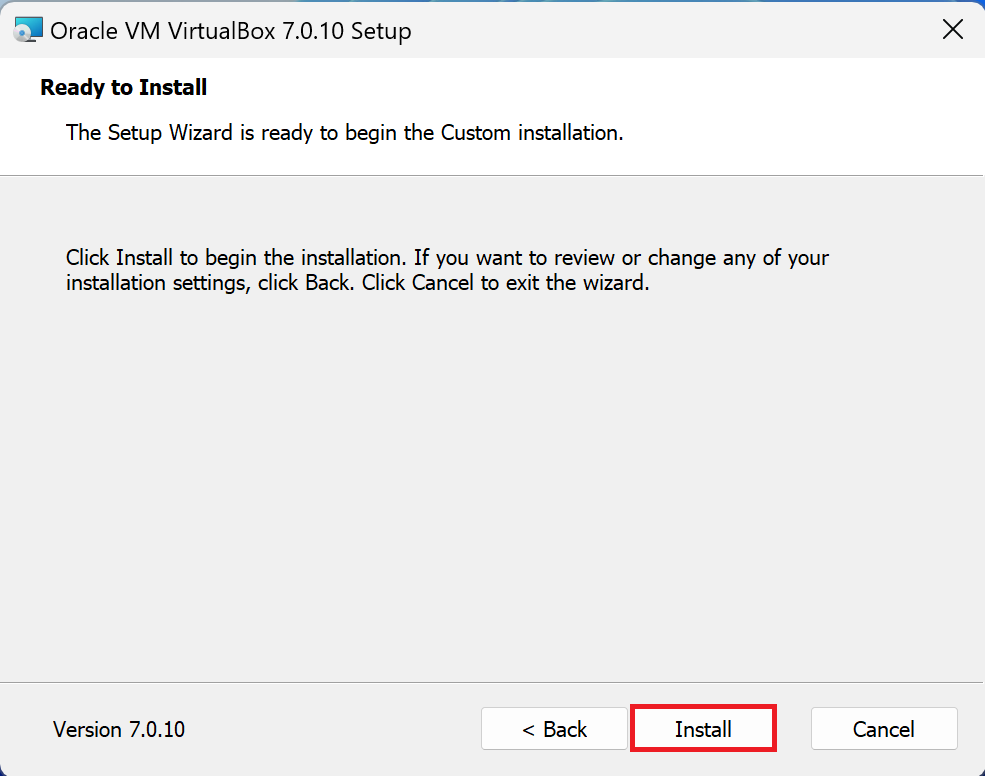 Oracle VM VirtualBox 7.0.10 Setup
Ready to Install
The Setup Wizard is ready to begin the Custom installation.
Click Install to begin the installation. If you want to review or change any of your
installation settings, click Back. Click Cancel to exit the wizard.
Version 7.0.10
< Back
Install
Cancel